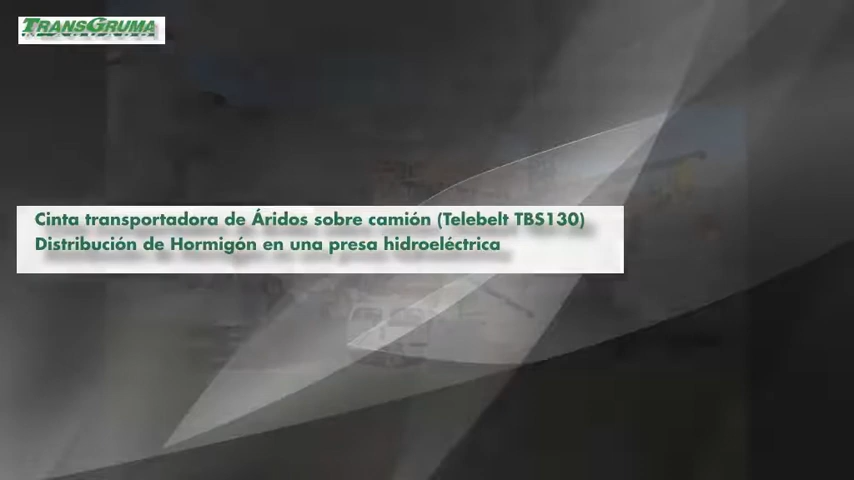 TRANSGRUMA
Cinta transportadora de Áridos sobre camión (Telebelt TBS130)
Distribución de Hormigón en una presa hidroeléctrica